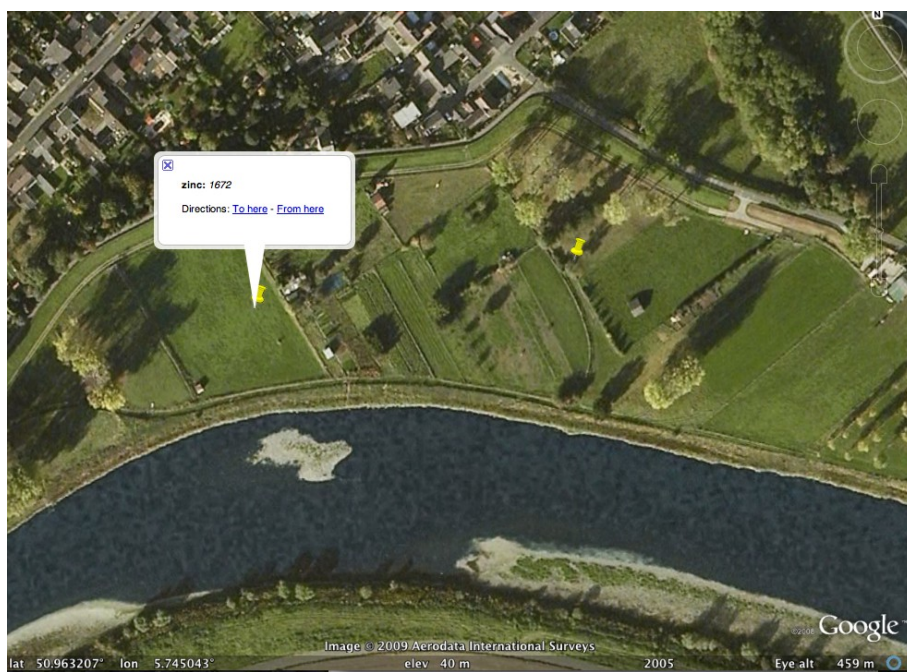 N
zinc: 1672
Directions: To here - From here
©2008 Google™
Image © 2009 Aerodata International Surveys
lat 50.963207° lon 5.745043° elev 40 m 2005 Eye alt 459 m